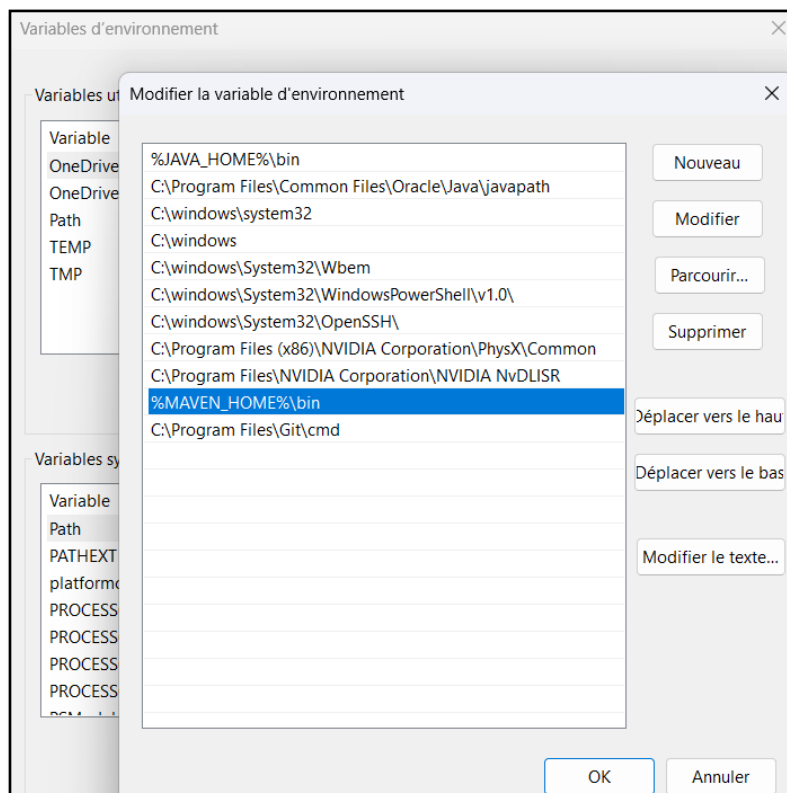 Variables d'environnement
Variables ut
Variable
OneDrive
OneDrive
Path
TEMP
TMP
Variables sy
Variable
Path
PATHEXT
platformc
PROCESS
PROCESS
PROCESS
PROCESS
Modifier la variable d'environnement
%JAVA_HOME%\bin
C:\Program Files\Common Files\Oracle\Java\javapath
C:\windows\system32
C:\windows
C:\windows\System32\Wbem
C:\windows\System32\WindowsPowerShell\v1.0\
C:\windows\System32\OpenSSH\
C:\Program Files (x86)\NVIDIA Corporation\PhysX\Common
C:\Program Files\NVIDIA Corporation\NVIDIA NvDLISR
%MAVEN_HOME%\bin
C:\Program Files\Git\cmd
Nouveau
Modifier
Parcourir...
Supprimer
Déplacer vers le hau
Déplacer vers le bas
Modifier le texte...
OK
Annuler